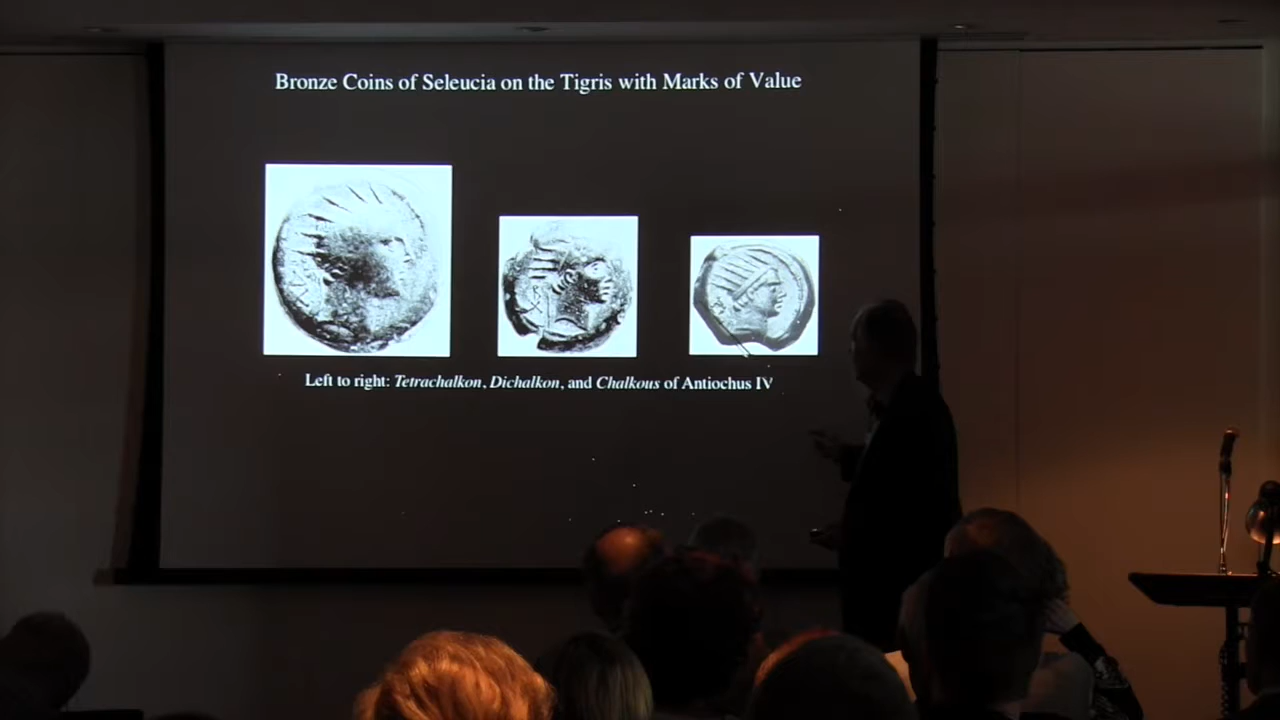 Bronze Coins of Seleucia on the Tigris with Marks of Value
Left to right: Tetrachalkon, Dichalkon, and Chalkous of Antiochus IV